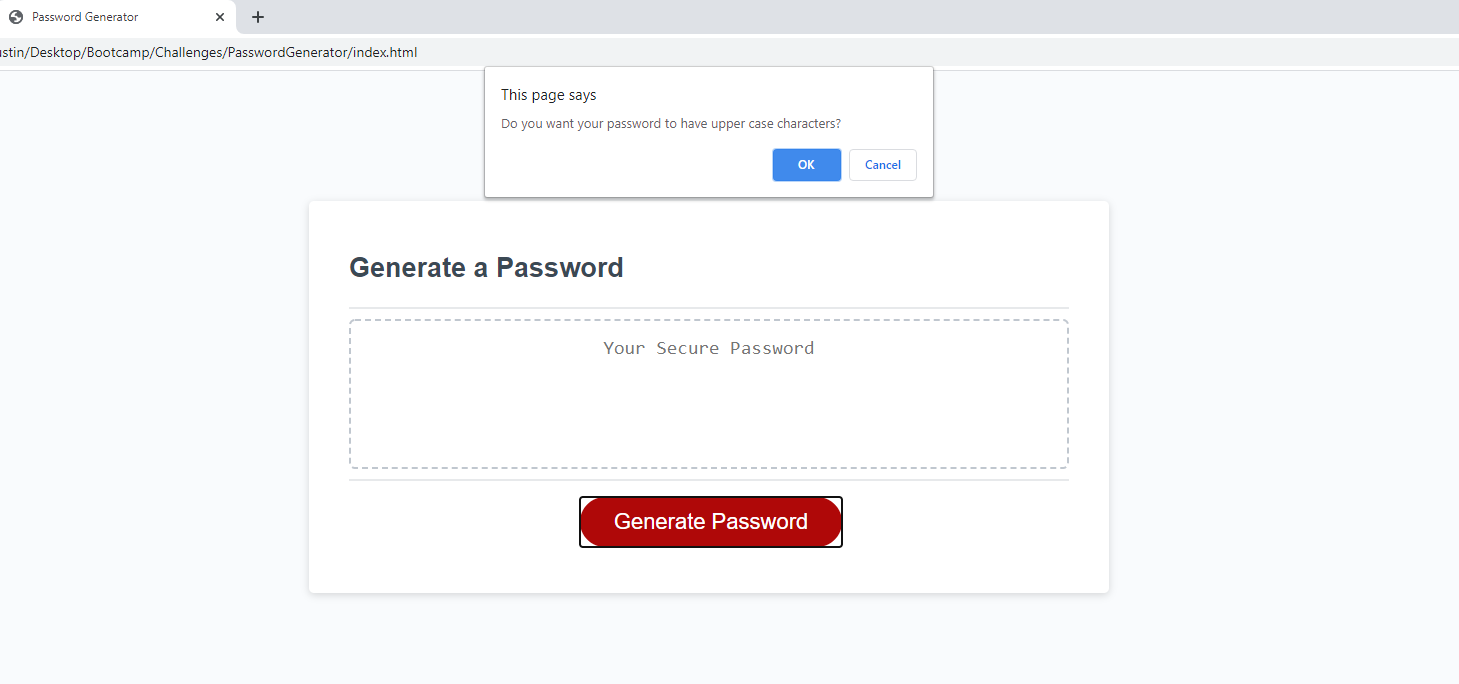 Password Generator
stin/Desktop/Bootcamp/Challenges/PasswordGenerator/index.html
This page says
Do you want your password to have upper case characters?
OK Cancel
Generate a Password
Your Secure Password
Generate Password